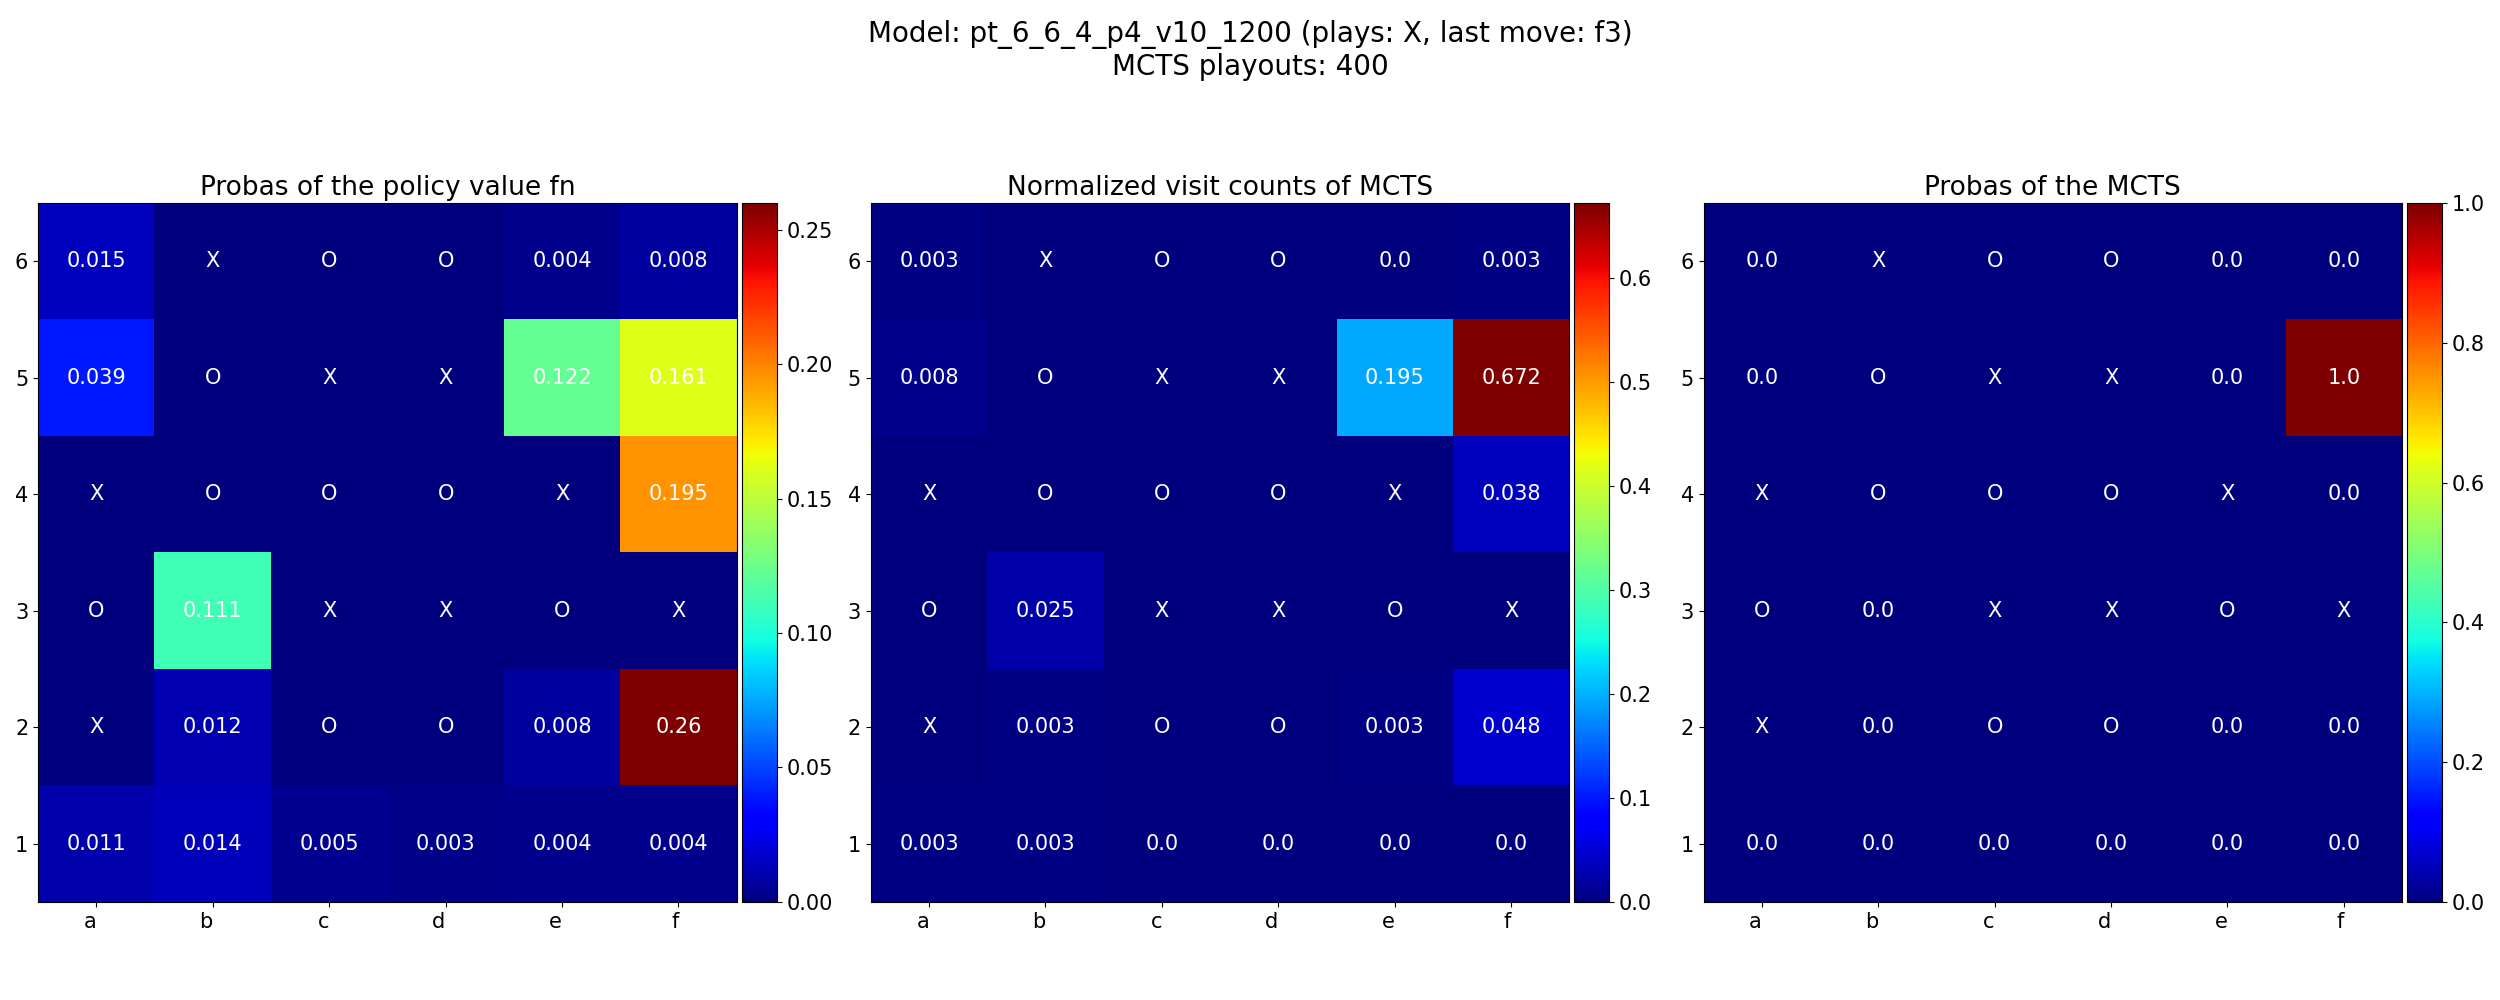 Model: pt_6_6_4_p4_v10_1200 (plays: X, last move: f3)
MCTS playouts: 400
Probas of the policy value fn
6 0.015 X O O 0.004 0.008
5 0.039 O X X 0.122 0.161
4 X O O O X 0.195
3 O 0.111 X X O X
2 X 0.012 O O 0.008 0.26
1 0.011 0.014 0.005 0.003 0.004 0.004
a b c d e f
0.25
0.20
0.15
0.10
0.05
0.00
Normalized visit counts of MCTS
6 0.003 X O O 0.0 0.003
5 0.008 O X X 0.195 0.672
4 X O O O X 0.038
3 O 0.025 X X O X
2 X 0.003 O O 0.003 0.048
1 0.003 0.003 0.0 0.0 0.0 0.0
a b c d e f
0.6
0.5
0.4
0.3
0.2
0.1
0.0
Probas of the MCTS
6 0.0 X O O 0.0 0.0
5 0.0 O X X 0.0 1.0
4 X O O O X 0.0
3 O 0.0 X X O X
2 X 0.0 O O 0.0 0.0
1 0.0 0.0 0.0 0.0 0.0 0.0
a b c d e f
1.0
0.8
0.6
0.4
0.2
0.0